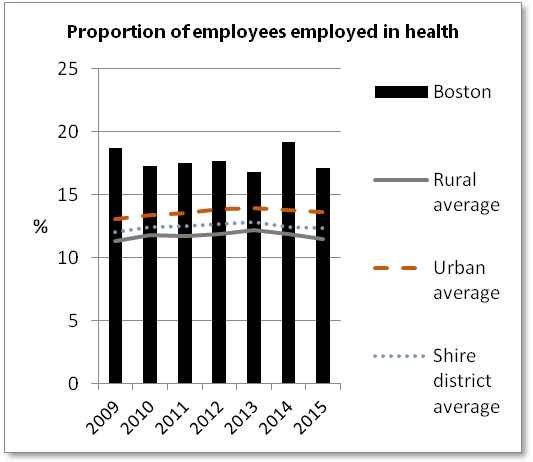 Proportion of employees employed in health
25
20
15
10
5
0
%
2009 2010 2011 2012 2013 2014 2015
Boston
Rural
average
Urban
average
Shire
district
average